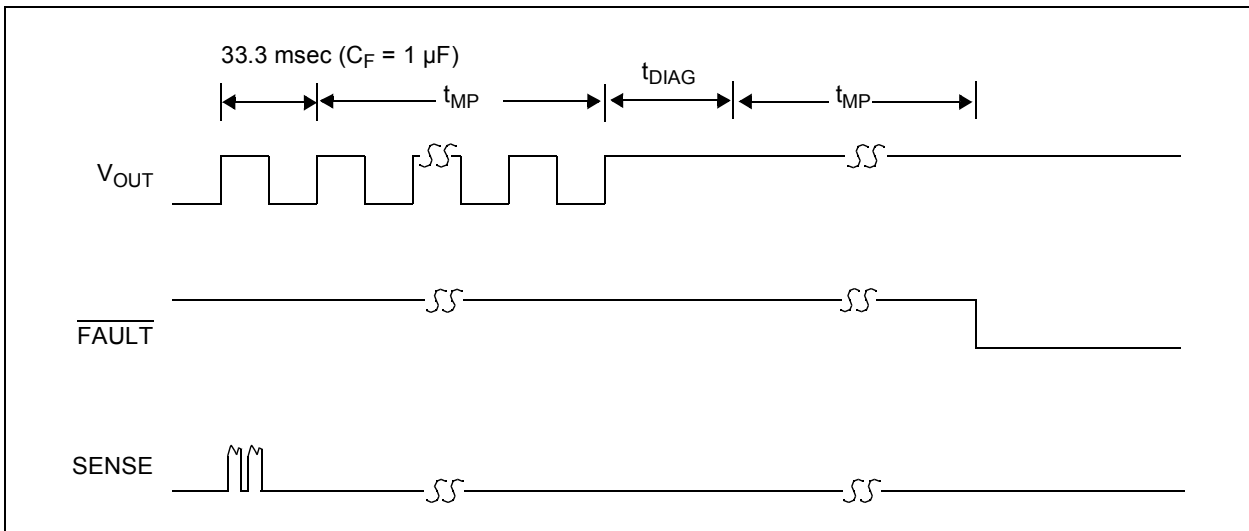 33.3 msec (C_F = 1 µF)
t_MP
t_DIAG
t_MP
V_OUT
FAULT
SENSE